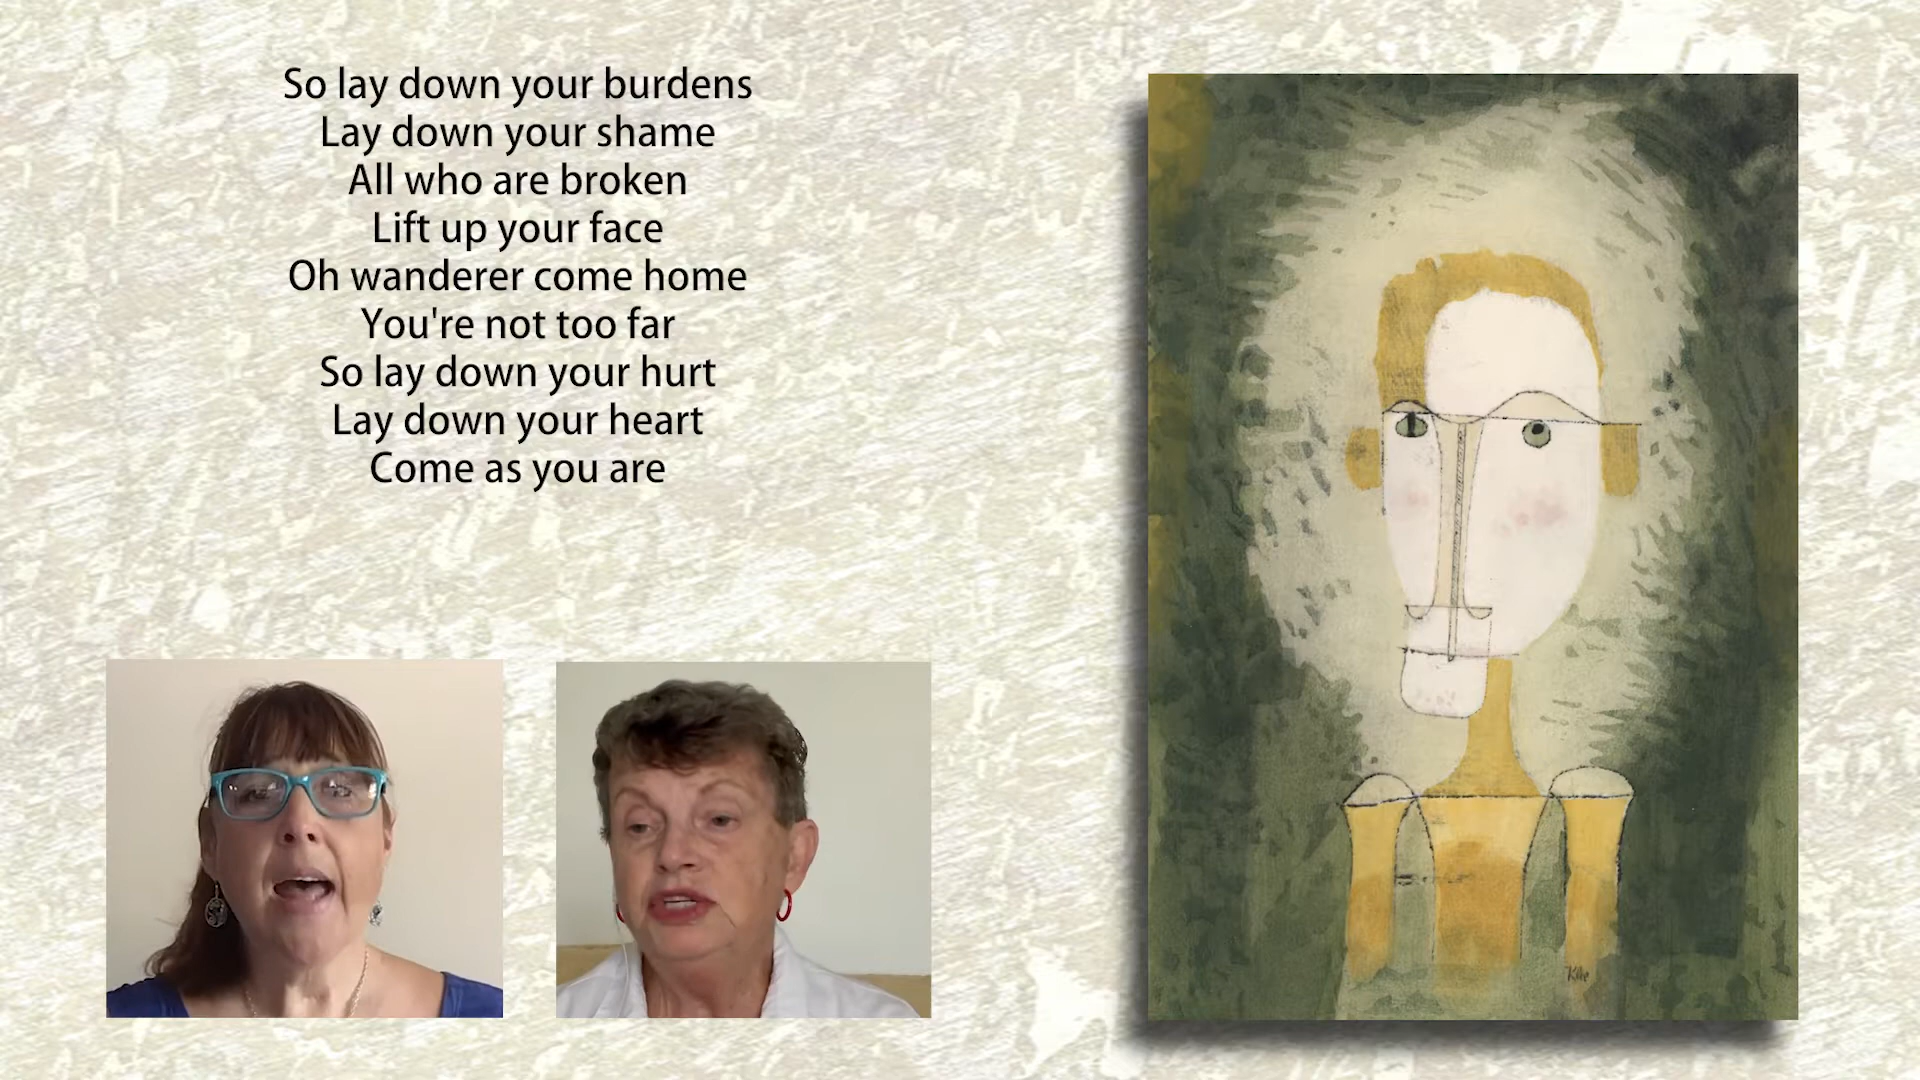 So lay down your burdens
Lay down your shame
All who are broken
Lift up your face
Oh wanderer come home
You're not too far
So lay down your hurt
Lay down your heart
Come as you are
Klee